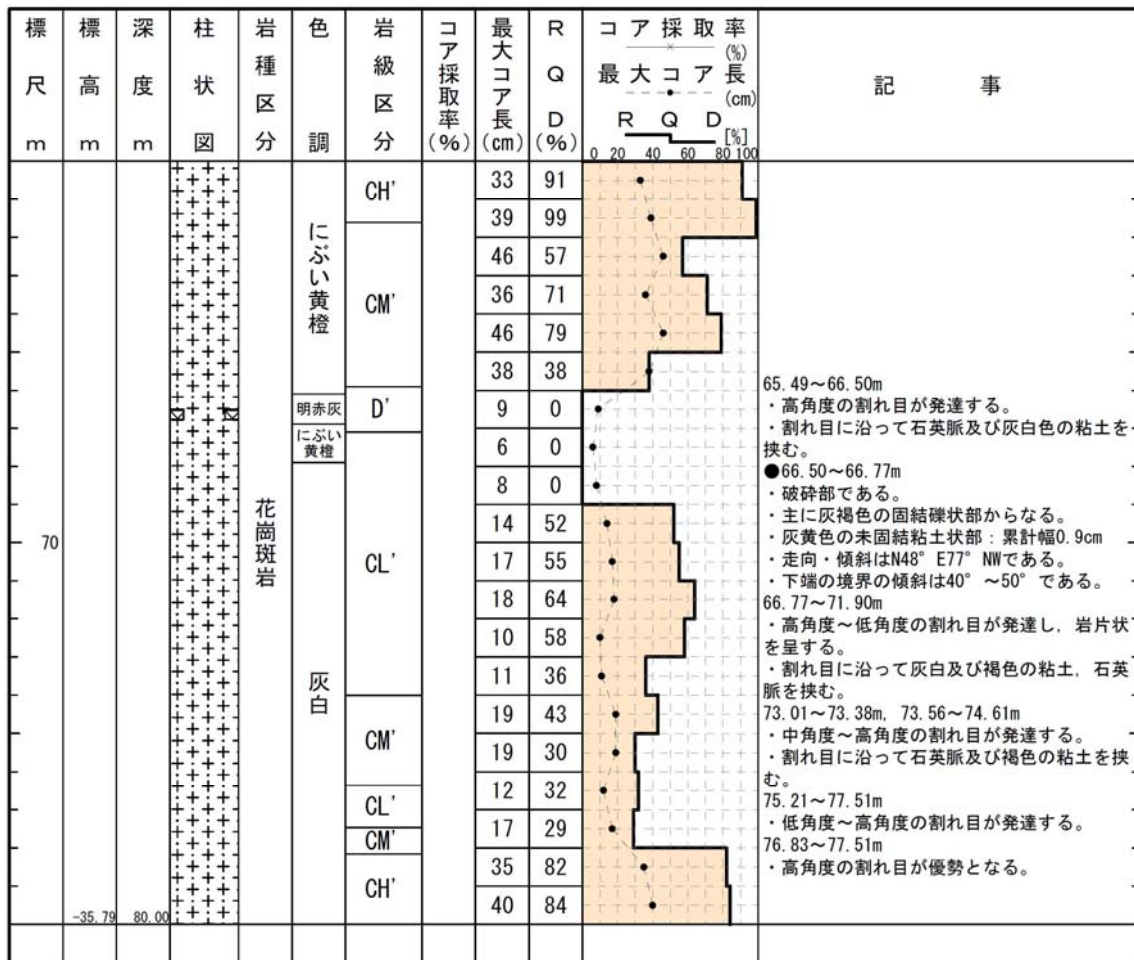 標尺m
標高m
深度m
柱状図
岩種区分
色調
岩級区分
コア採取率(%)
最大コア長(cm)
RQD(%)
コア採取率
(%)
最大コア長
(cm)
RQD
[%]
0 20 40 60 80 100
記事
70
-35.79
80.00
花崗斑岩
にぶい黄橙
明赤灰
にぶい
黄橙
灰白
CH'
CM'
D'
CL'
CM'
CL'
CM'
CH'
33 91
39 99
46 57
36 71
46 79
38 38
9 0
6 0
8 0
14 52
17 55
18 64
10 58
11 36
19 43
19 30
12 32
17 29
35 82
40 84
65.49～66.50m
・高角度の割れ目が発達する。
・割れ目に沿って石英脈及び灰白色の粘土を
挟む。
●66.50～66.77m
・破砕部である。
・主に灰褐色の固結礫状部からなる。
・灰黄色の未固結粘土状部：累計幅0.9cm
・走向・傾斜はN48°E77°NWである。
・下端の境界の傾斜は40°～50°である。
66.77～71.90m
・高角度～低角度の割れ目が発達し，岩片状
を呈する。
・割れ目に沿って灰白及び褐色の粘土，石英
脈を挟む。
73.01～73.38m，73.56～74.61m
・中角度～高角度の割れ目が発達する。
・割れ目に沿って石英脈及び褐色の粘土を挟
む。
75.21～77.51m
・低角度～高角度の割れ目が発達する。
76.83～77.51m
・高角度の割れ目が優勢となる。